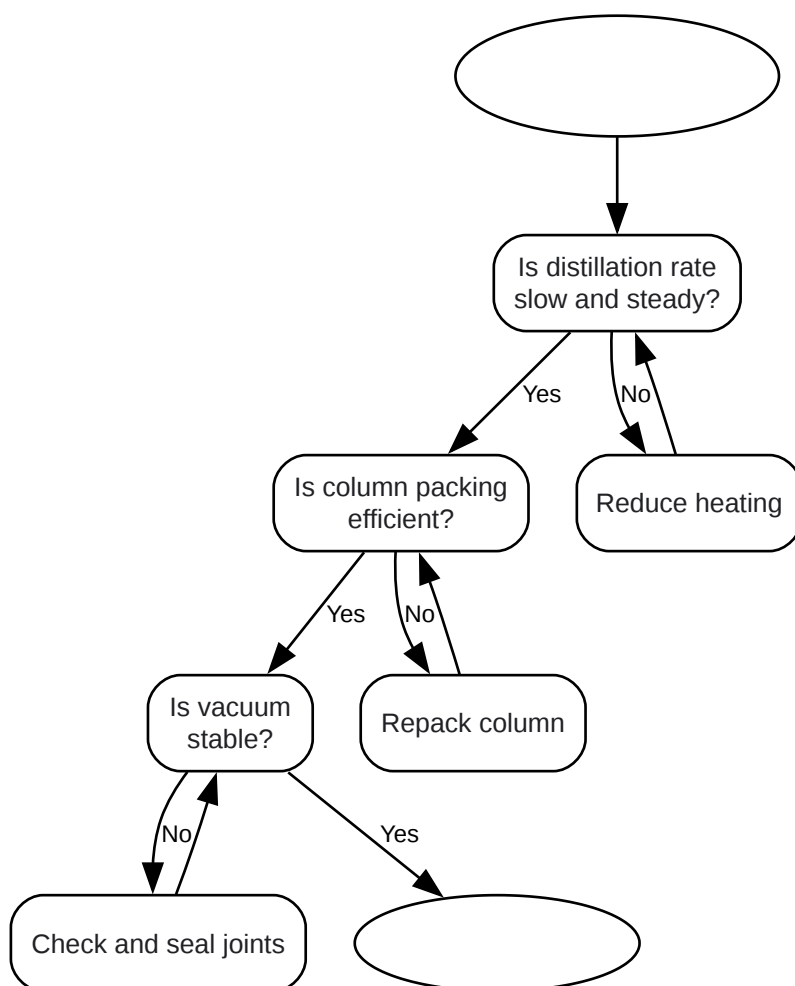 Is distillation rate
slow and steady?
Yes
No
Is column packing
efficient?
Reduce heating
Yes
No
Is vacuum
stable?
Repack column
No
Yes
Check and seal joints